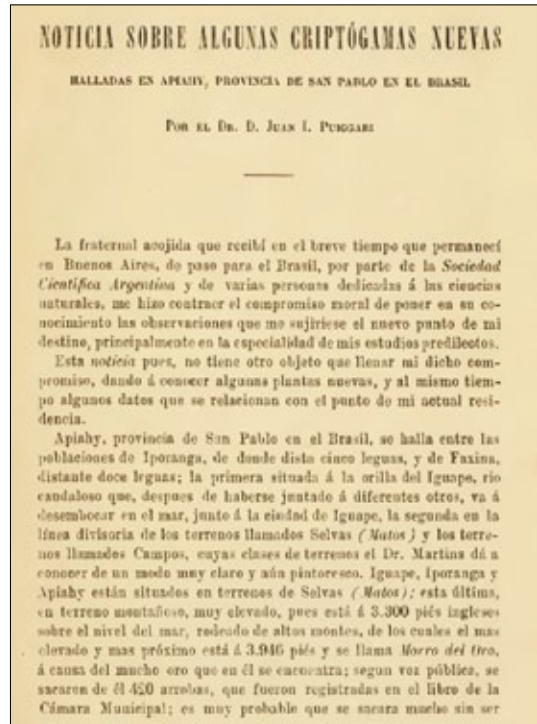 NOTICIA SOBRE ALGUNAS CRIPTÓGAMAS NUEVAS
HALLADAS EN APIAHY, PROVINCIA DE SAN PABLO EN EL BRASIL
POR EL DR. D. JUAN I. PUIGGARI
La fraternal acojida que recibí en el breve tiempo que permanecí
en Buenos Aires, de paso para el Brasil, por parte de la Sociedad
Científica Argentina y de varias personas dedicadas á las ciencias
naturales, me hizo contraer el compromiso moral de poner en su co-
nocimiento las observaciones que me sujiriese el nuevo punto de mi
destino, principalmente en la especialidad de mis estudios predilectos.
Esta noticia pues, no tiene otro objeto que llenar mi dicho com-
promiso, dando á conocer algunas plantas nuevas, y al mismo tiem-
po algunos datos que se relacionan con el punto de mi actual resi-
dencia.
Apiahy, provincia de San Pablo en el Brasil, se halla entre las
poblaciones de Iporanga, de donde dista cinco leguas, y de Faxina,
distante doce leguas; la primera situada á la orilla del Iguape, rio
caudaloso que, despues de haberse juntado á diferentes otros, va á
desembocar en el mar, junto á la ciudad de Iguape, la segunda en la
línea divisoria de los terrenos llamados Selvas (Matos) y los terre-
nos llamados Campos, cuyas clases de terrenos el Dr. Martins dá a
conocer de un modo muy claro y aún pintoresco. Iguape, Iporanga y
Apiahy están situados en terrenos de Selvas (Matos); esta última,
en terreno montañoso, muy elevado, pues está á 3.300 piés ingleses
sobre el nivel del mar, rodeado de altos montes, de los cuales el mas
elevado y mas próximo está á 3.946 piés y se llama Morro del Oro,
á causa del mucho oro que en él se encuentra; segun voz pública, se
sacaron de él 420 arrobas, que fueron registradas en el libro de la
Cámara Municipal; es muy probable que se sacara mucho sin ser